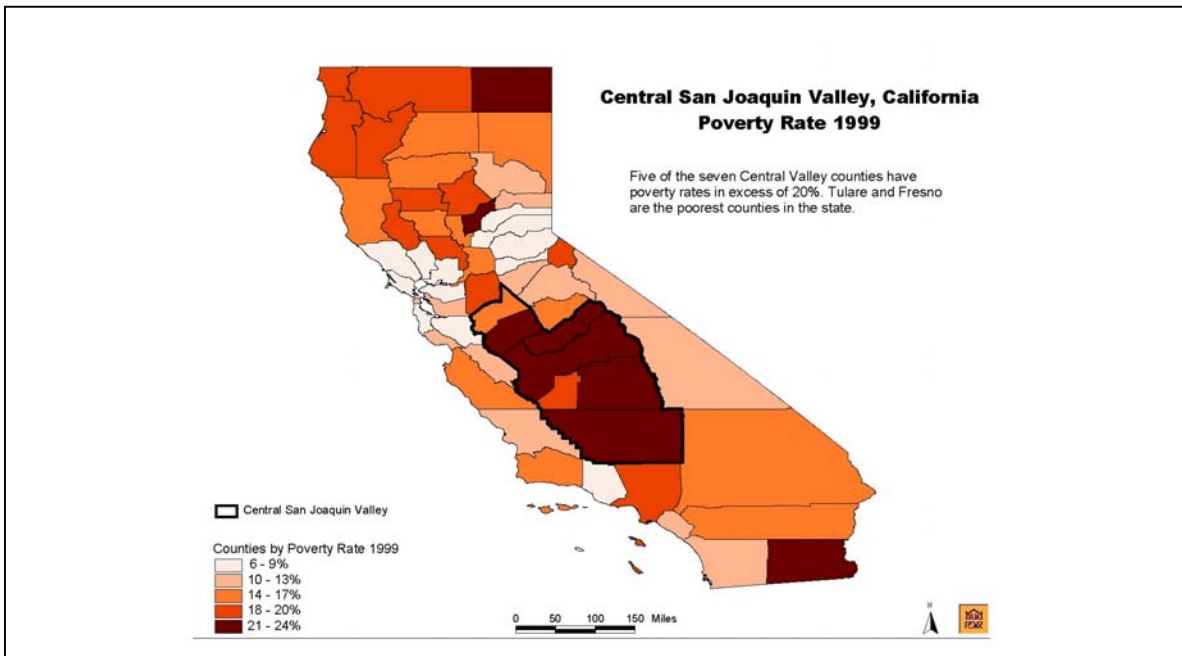 Central San Joaquin Valley, California
Poverty Rate 1999
Five of the seven Central Valley counties have
poverty rates in excess of 20%. Tulare and Fresno
are the poorest counties in the state.
Central San Joaquin Valley
Counties by Poverty Rate 1999
6 - 9%
10 - 13%
14 - 17%
18 - 20%
21 - 24%
0 50 100 150 Miles
N